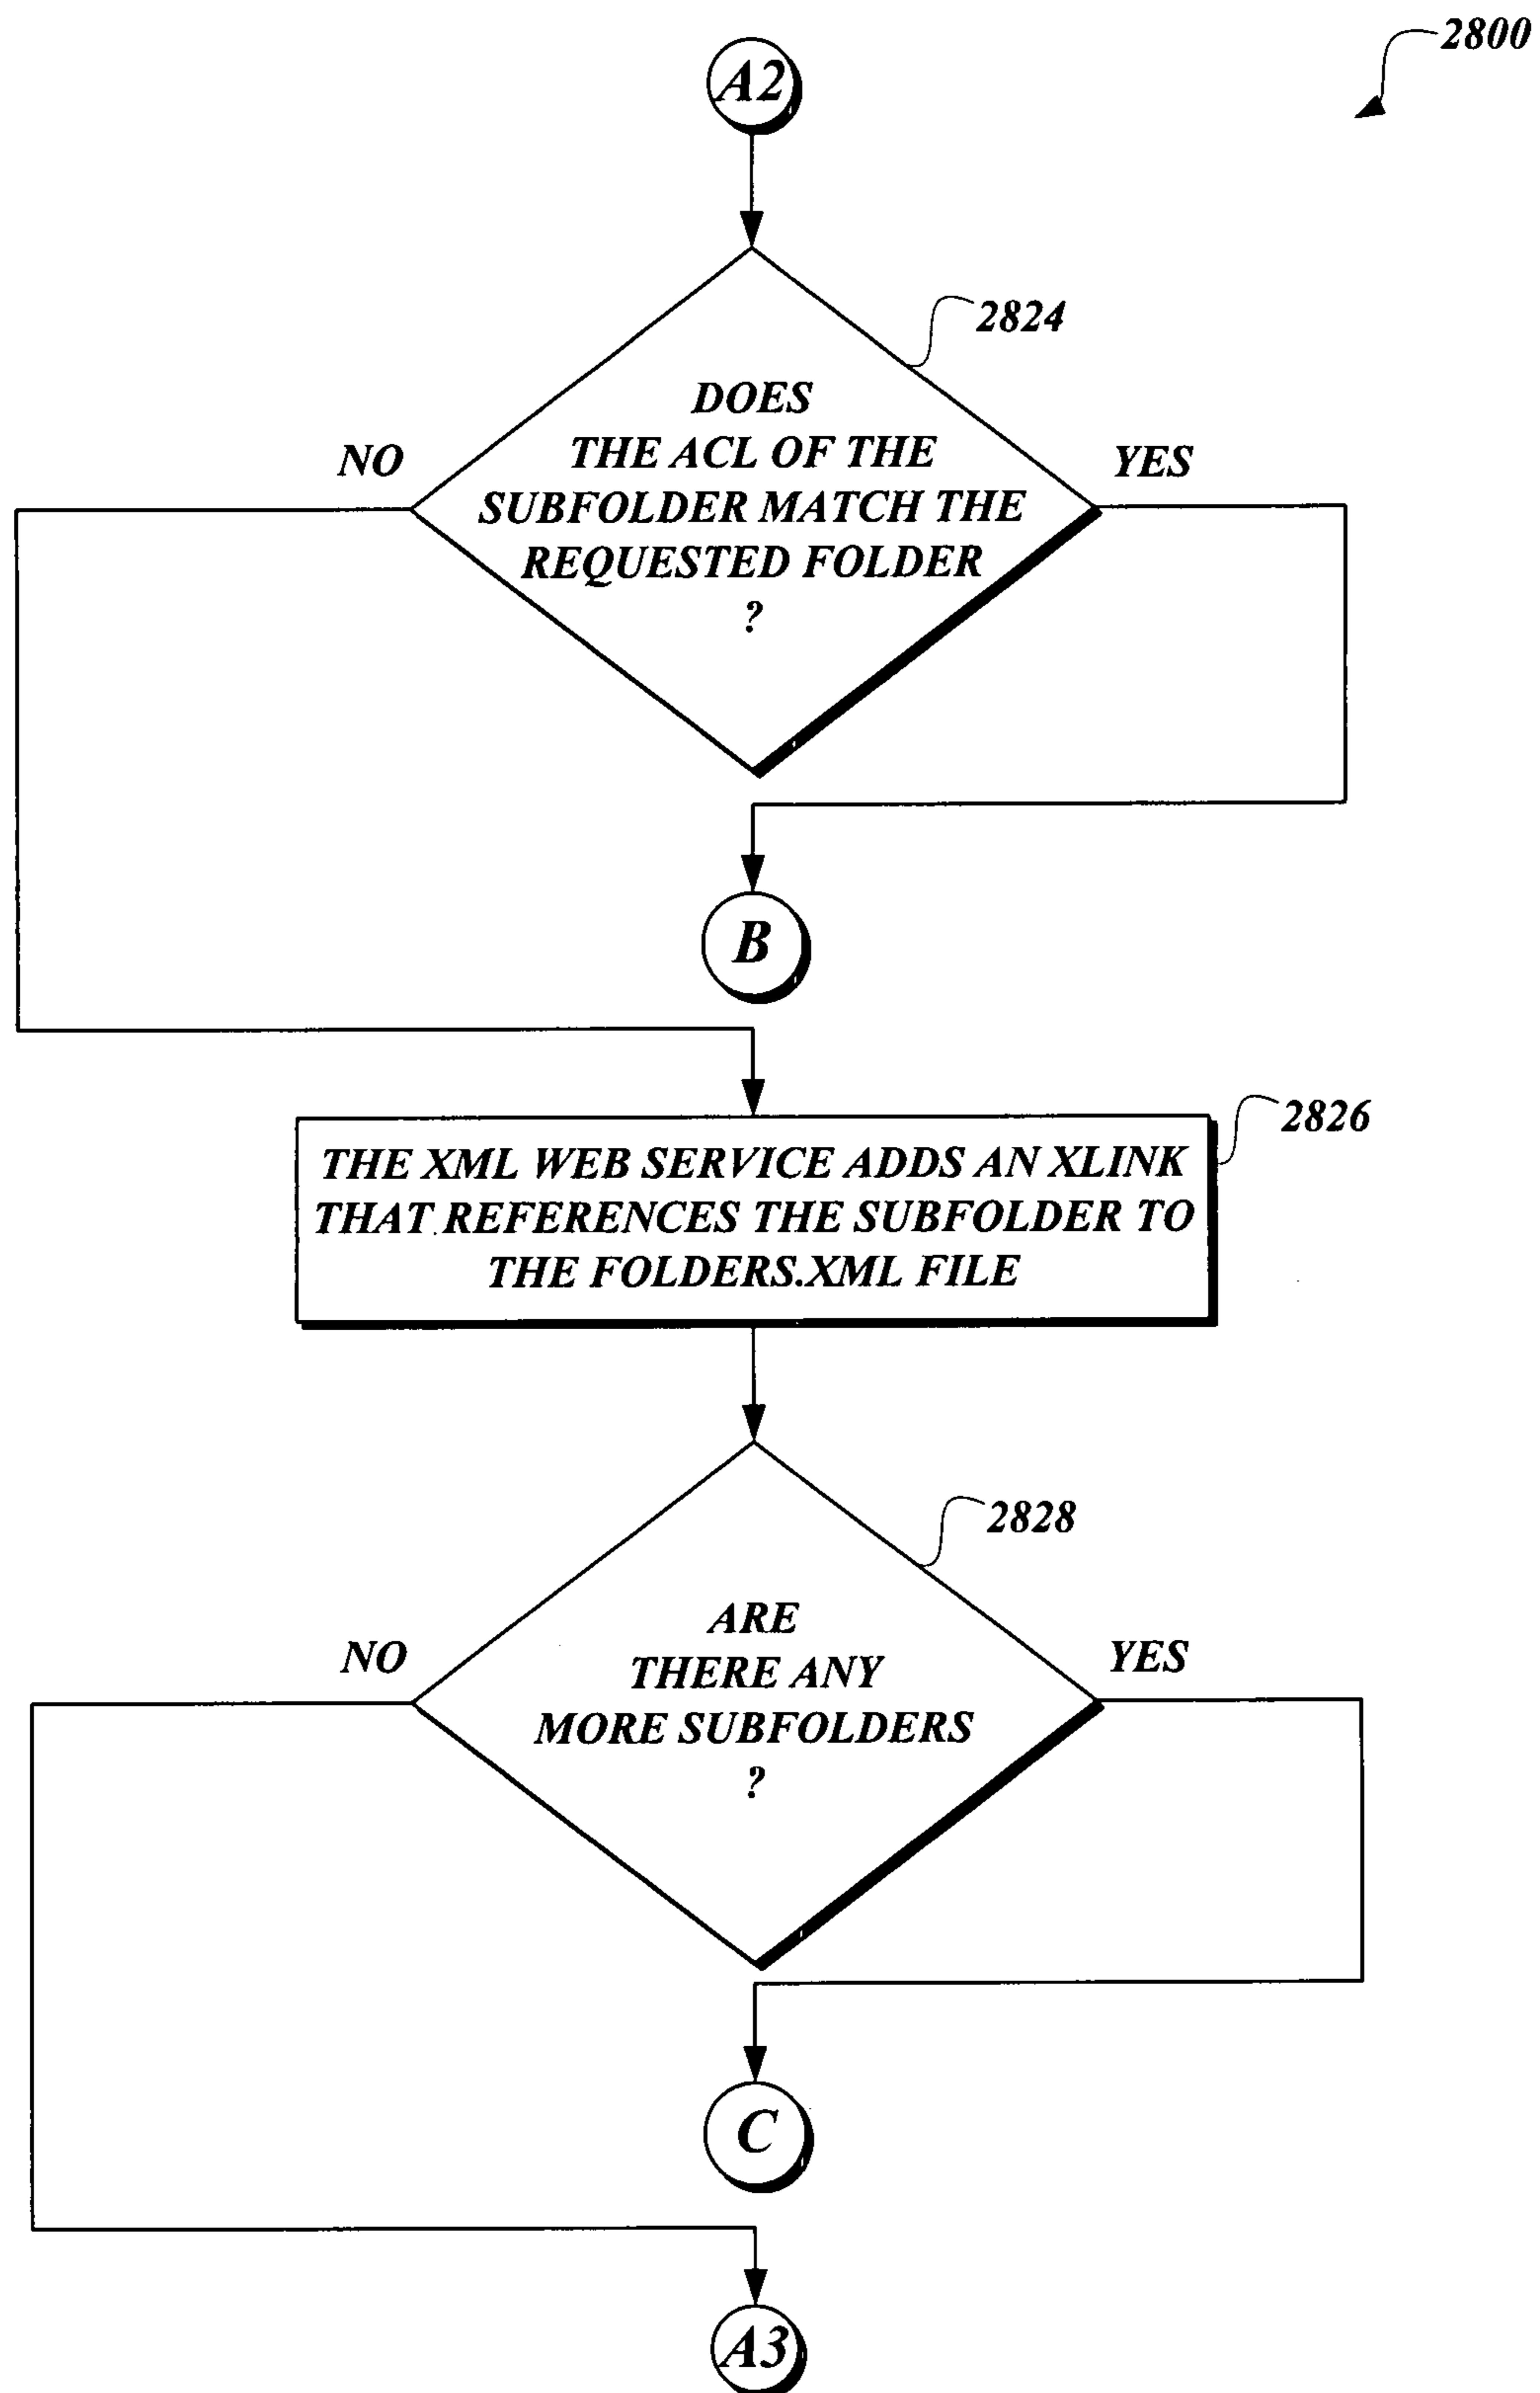 2800
A2
2824
DOES
THE ACL OF THE
SUBFOLDER MATCH THE
REQUESTED FOLDER
?
NO
YES
B
2826
THE XML WEB SERVICE ADDS AN XLINK
THAT REFERENCES THE SUBFOLDER TO
THE FOLDERS.XML FILE
2828
ARE
THERE ANY
MORE SUBFOLDERS
?
NO
YES
C
A3